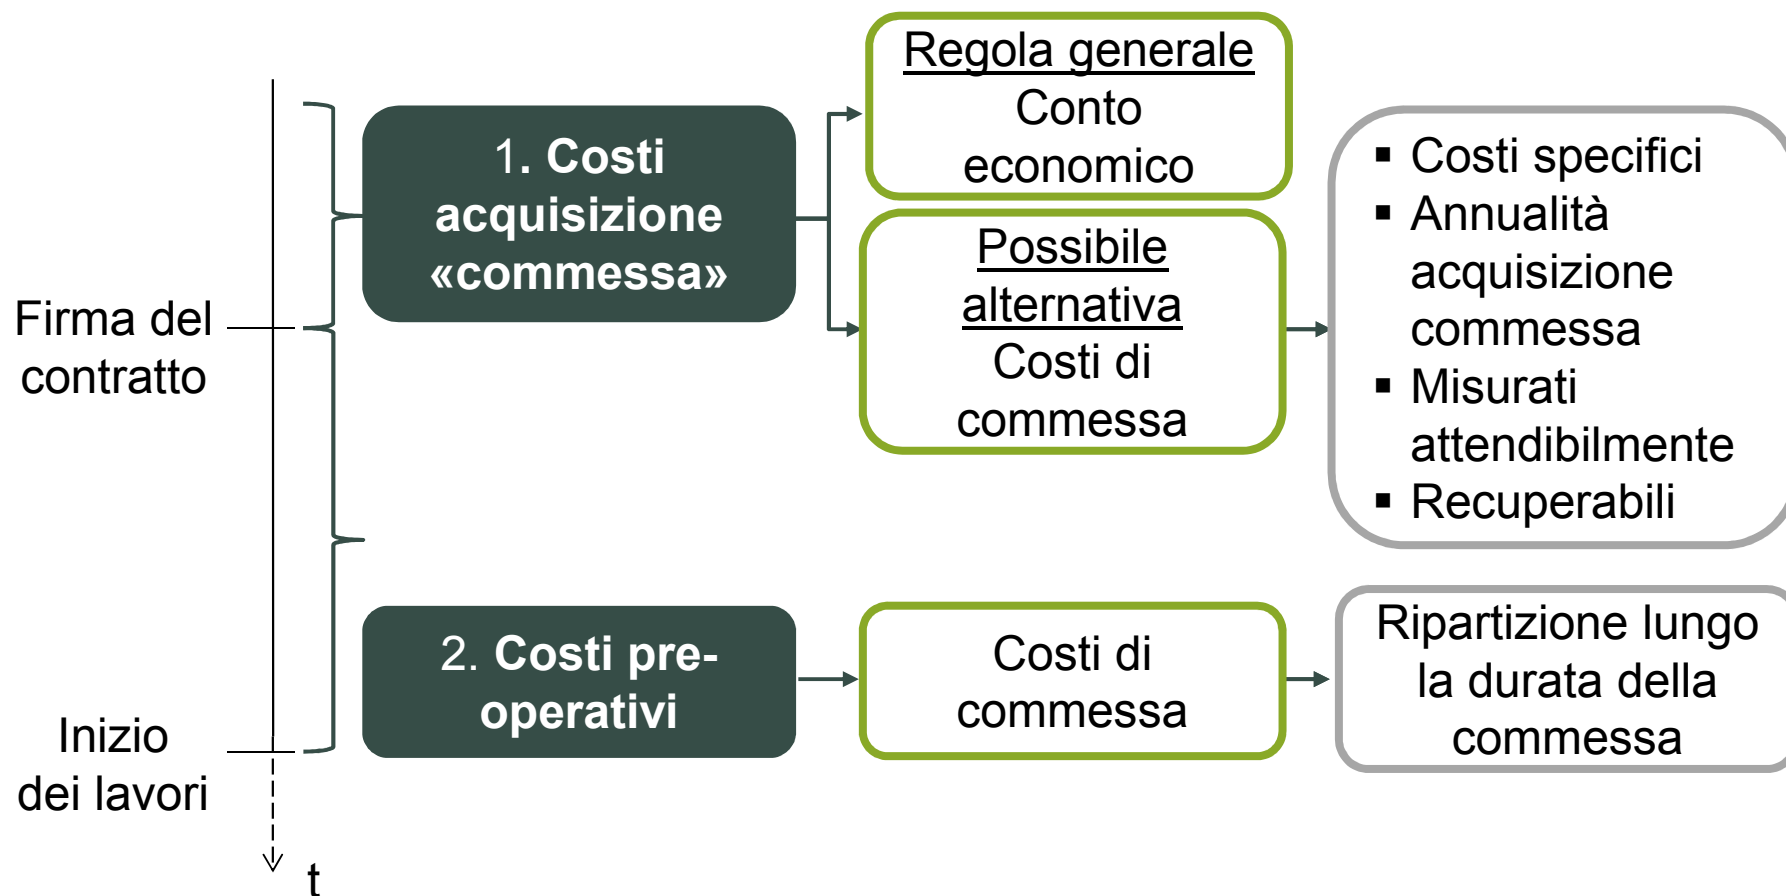 Firma del
contratto
Inizio
dei lavori
t
1. Costi
acquisizione
«commessa»
Regola generale
Conto
economico
Possibile
alternativa
Costi di
commessa
▪ Costi specifici
▪ Annualità
acquisizione
commessa
▪ Misurati
attendibilmente
▪ Recuperabili
2. Costi pre-
operativi
Costi di
commessa
Ripartizione lungo
la durata della
commessa